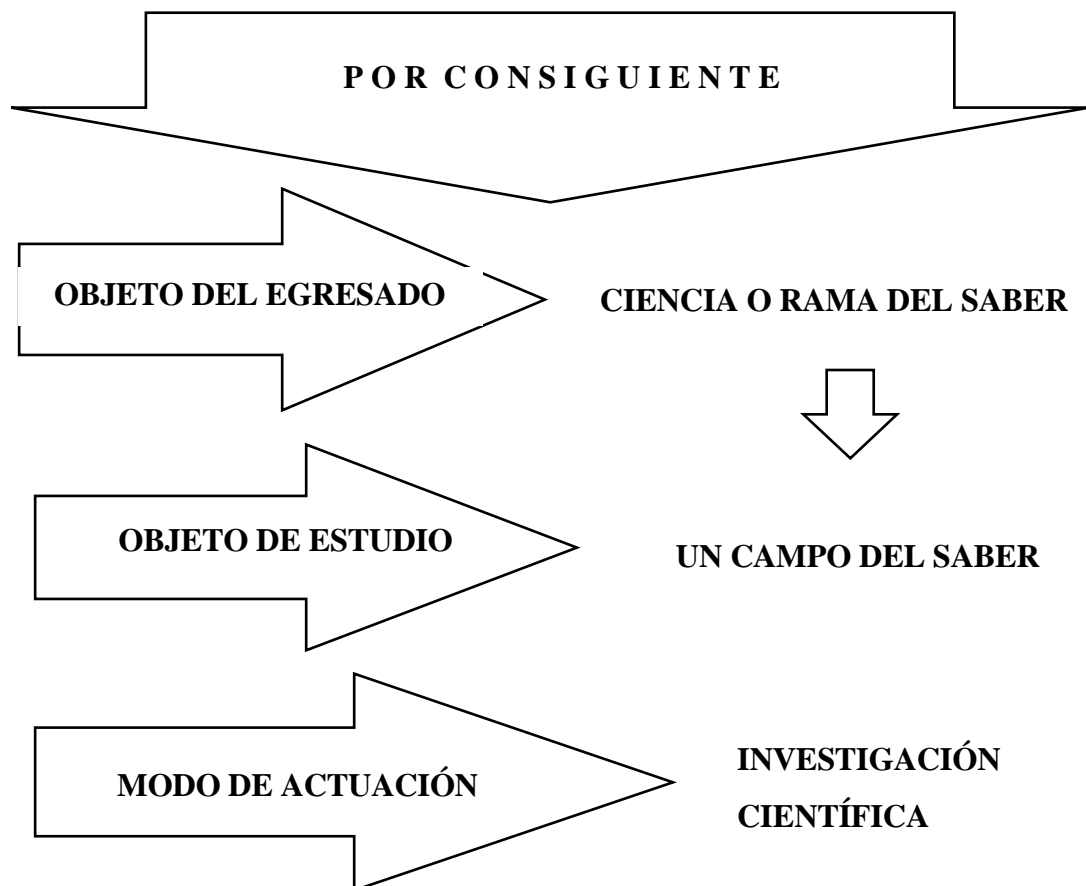 P O R C O N S I G U I E N T E
OBJETO DEL EGRESADO
CIENCIA O RAMA DEL SABER
OBJETO DE ESTUDIO
UN CAMPO DEL SABER
MODO DE ACTUACIÓN
INVESTIGACIÓN
CIENTÍFICA